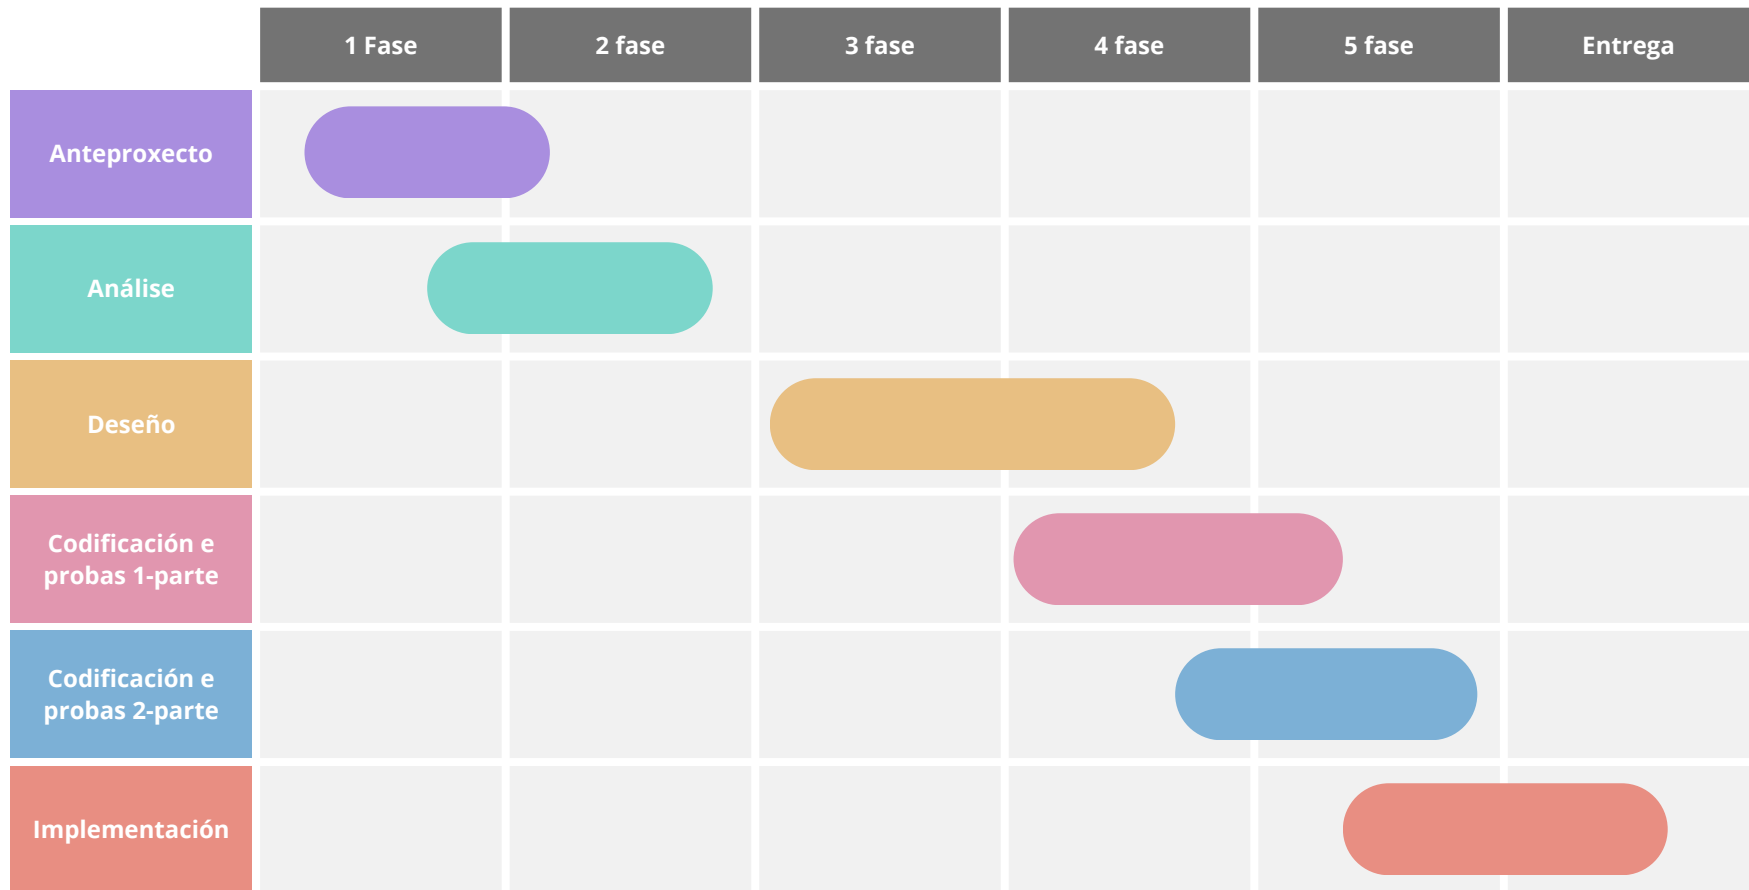 1 Fase
2 fase
3 fase
4 fase
5 fase
Entrega
Anteproxecto
Análise
Deseño
Codificación e
probas 1-parte
Codificación e
probas 2-parte
Implementación